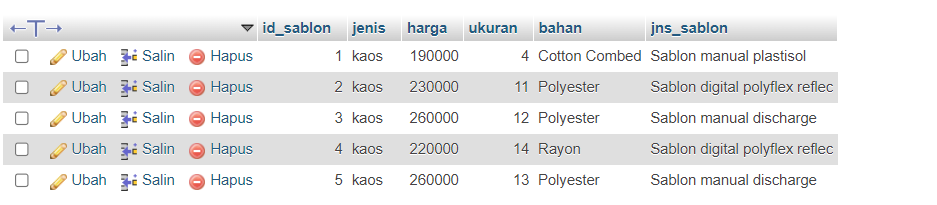 id_sablon jenis harga ukuran bahan jns_sablon
Ubah Salin Hapus 1 kaos 190000 4 Cotton Combed Sablon manual plastisol
Ubah Salin Hapus 2 kaos 230000 11 Polyester Sablon digital polyflex reflec
Ubah Salin Hapus 3 kaos 260000 12 Polyester Sablon manual discharge
Ubah Salin Hapus 4 kaos 220000 14 Rayon Sablon digital polyflex reflec
Ubah Salin Hapus 5 kaos 260000 13 Polyester Sablon manual discharge